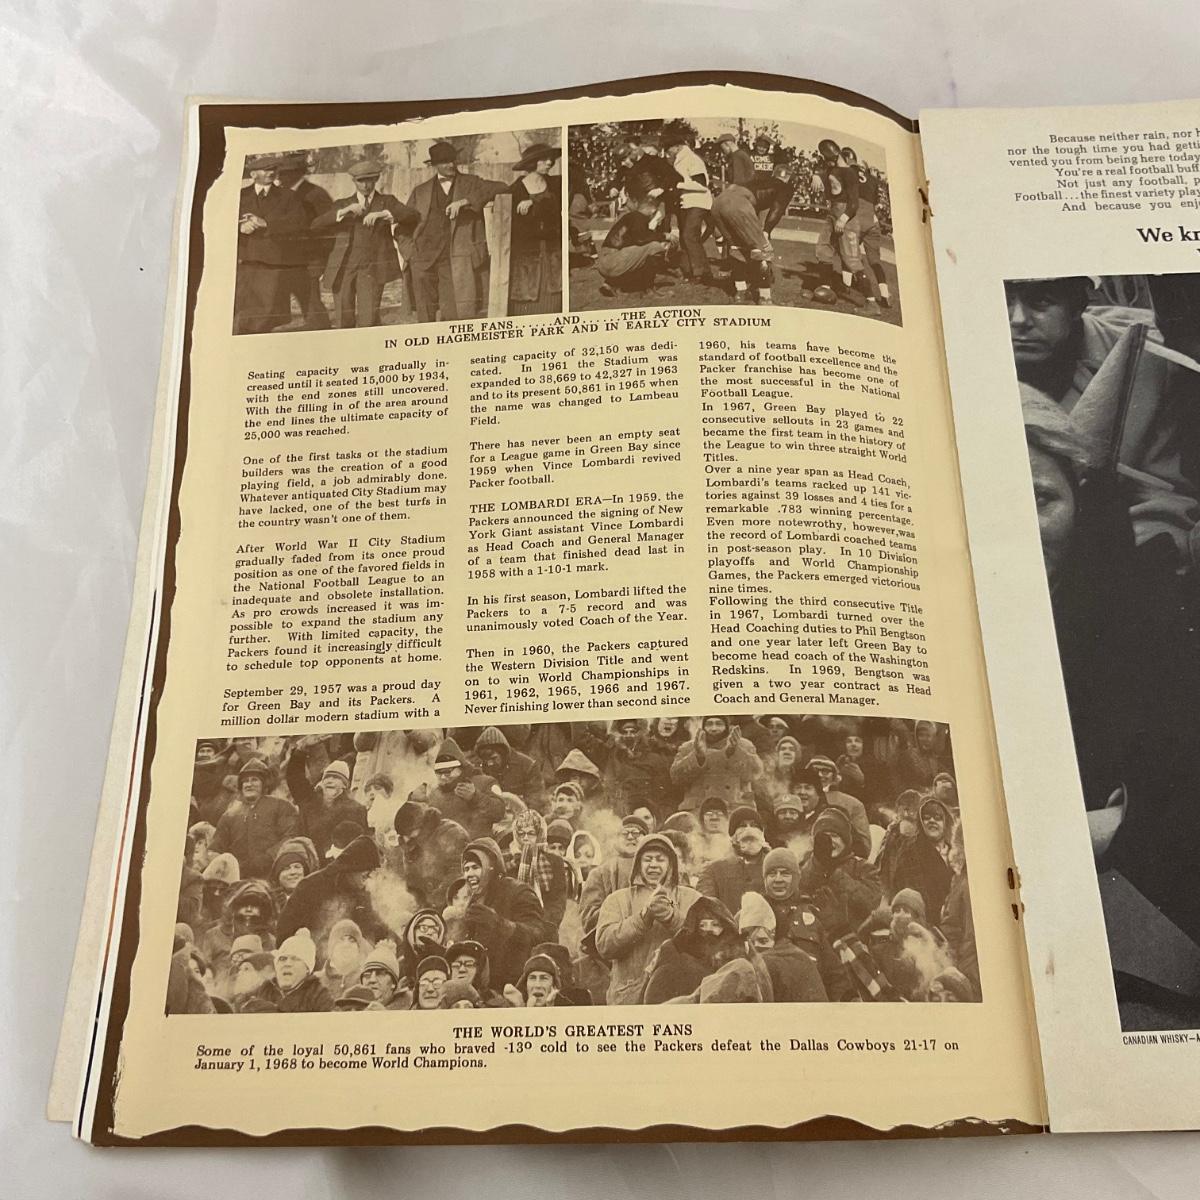 ACME
CKERS
THE FANS......AND......THE ACTION
IN OLD HAGEMEISTER PARK AND IN EARLY CITY STADIUM
Seating capacity was gradually in-
creased until it seated 15,000 by 1934,
with the end zones still uncovered.
With the filling in of the area around
the end lines the ultimate capacity of
25,000 was reached.
One of the first tasks of the stadium
builders was the creation of a good
playing field, a job admirably done.
Whatever antiquated City Stadium may
have lacked, one of the best turfs in
the country wasn't one of them.
After World War II City Stadium
gradually faded from its once proud
position as one of the favored fields in
the National Football League to an
inadequate and obsolete installation.
As pro crowds increased it was im-
possible to expand the stadium any
further. With limited capacity, the
Packers found it increasingly difficult
to schedule top opponents at home.
September 29, 1957 was a proud day
for Green Bay and its Packers. A
million dollar modern stadium with a
seating capacity of 32,150 was dedi-
cated. In 1961 the Stadium was
expanded to 38,669 to 42,327 in 1963
and to its present 50,861 in 1965 when
the name was changed to Lambeau
Field.
There has never been an empty seat
for a League game in Green Bay since
1959 when Vince Lombardi revived
Packer football.
THE LOMBARDI ERA—In 1959, the
Packers announced the signing of New
York Giant assistant Vince Lombardi
as Head Coach and General Manager
of a team that finished dead last in
1958 with a 1-10-1 mark.
In his first season, Lombardi lifted the
Packers to a 7-5 record and was
unanimously voted Coach of the Year.
Then in 1960, the Packers captured
the Western Division Title and went
on to win World Championships in
1961, 1962, 1965, 1966 and 1967.
Never finishing lower than second since
1960, his teams have become the
standard of football excellence and the
Packer franchise has become one of
the most successful in the National
Football League.
In 1967, Green Bay played to 22
consecutive sellouts in 23 games and
became the first team in the history of
the League to win three straight World
Titles.
Over a nine year span as Head Coach,
Lombardi's teams racked up 141 vic-
tories against 39 losses and 4 ties for a
remarkable .783 winning percentage.
Even more notewrothy, however,was
the record of Lombardi coached teams
in post-season play. In 10 Division
playoffs and World Championship
Games, the Packers emerged victorious
nine times.
Following the third consecutive Title
in 1967, Lombardi turned over the
Head Coaching duties to Phil Bengtson
and one year later left Green Bay to
become head coach of the Washington
Redskins. In 1969, Bengtson was
given a two year contract as Head
Coach and General Manager.
THE WORLD'S GREATEST FANS
Some of the loyal 50,861 fans who braved -13º cold to see the Packers defeat the Dallas Cowboys 21-17 on
January 1, 1968 to become World Champions.
Because neither rain, nor
nor the tough time you had
vented you from being here today
You're a real football buff
Not just any football,
Football...the finest variety
And because you
We
CANADIAN WHISKY—A